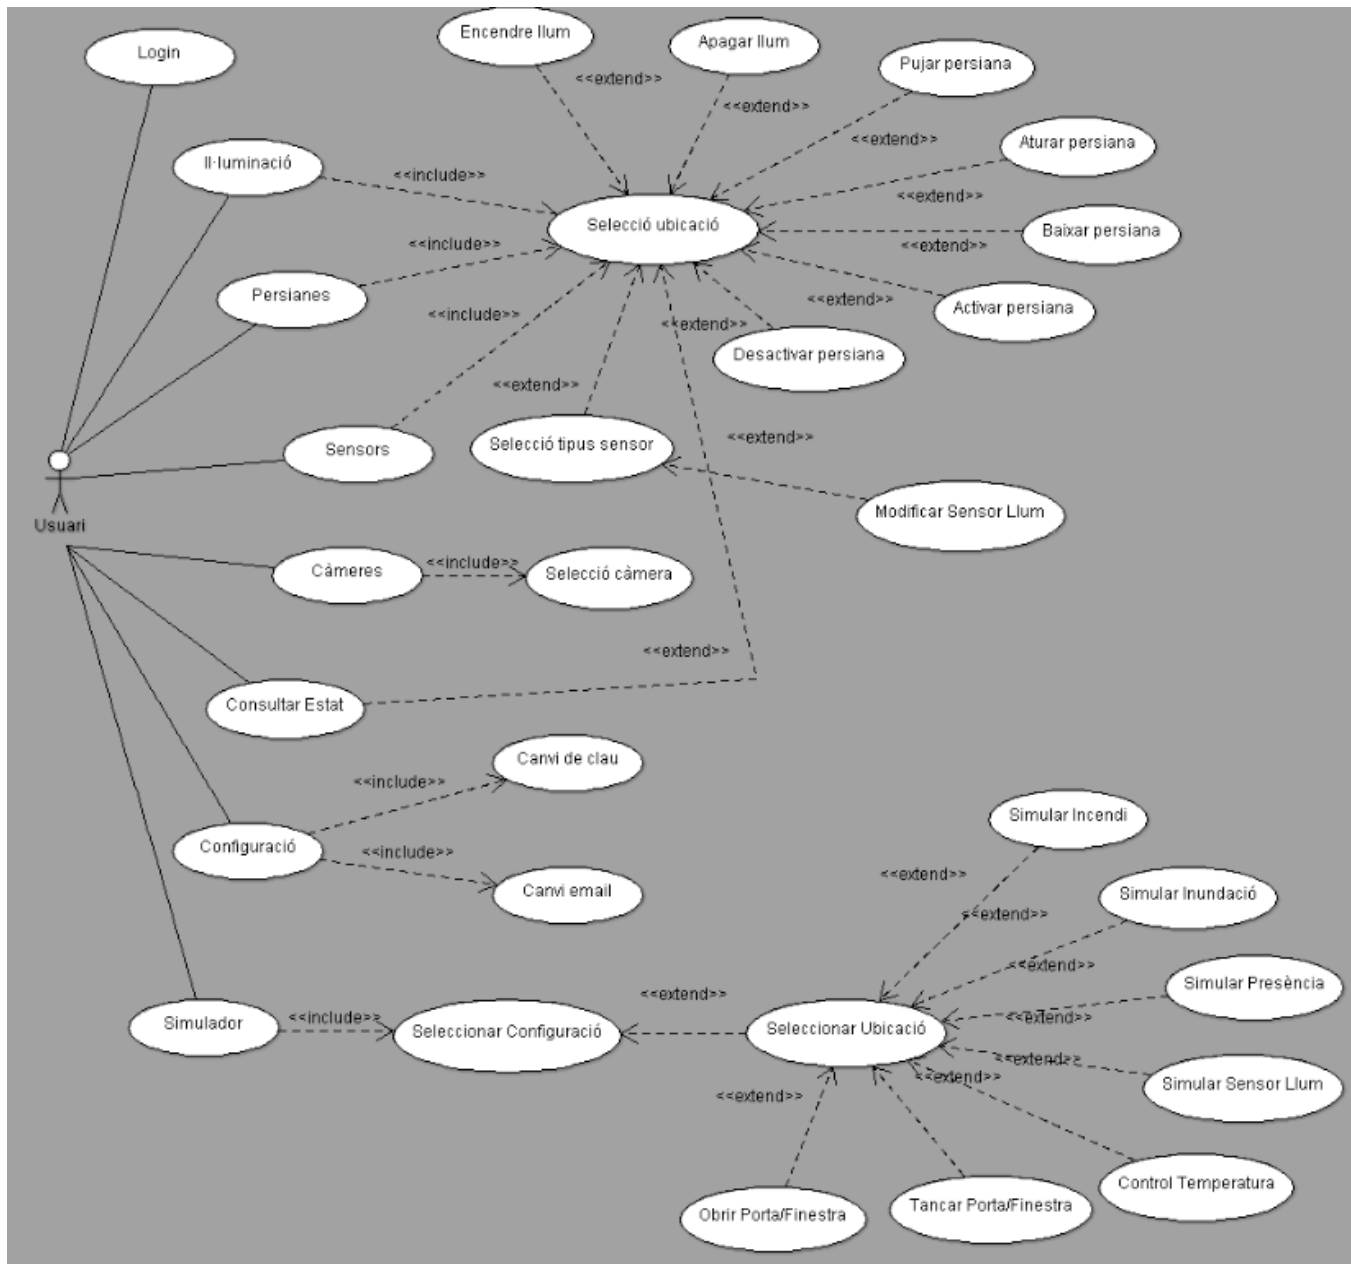 Encendre llum
Apagar llum
Login
Pujar persiana
<<extend>>
<<extend>>
<<extend>>
Aturar persiana
Il·luminació
<<include>>
<<extend>>
Selecció ubicació
Baixar persiana
<<include>>
<<extend>>
Persianes
<<extend>>
Activar persiana
<<include>>
<<extend>>
Desactivar persiana
<<extend>>
<<extend>>
Sensors
Selecció tipus sensor
Modificar Sensor Llum
Usuari
<<include>>
Càmeres
Selecció càmera
<<extend>>
Consultar Estat
Canvi de clau
<<include>>
Simular Incendi
Configuració
<<include>>
<<extend>>
Canvi email
Simular Inundació
<<extend>>
<<extend>>
Simular Presència
<<extend>>
<<include>>
<<extend>>
Simulador
Seleccionar Configuració
Seleccionar Ubicació
<<extend>>
<<extend>>
Simular Sensor Llum
<<extend>>
Control Temperatura
Tancar Porta/Finestra
Obrir Porta/Finestra